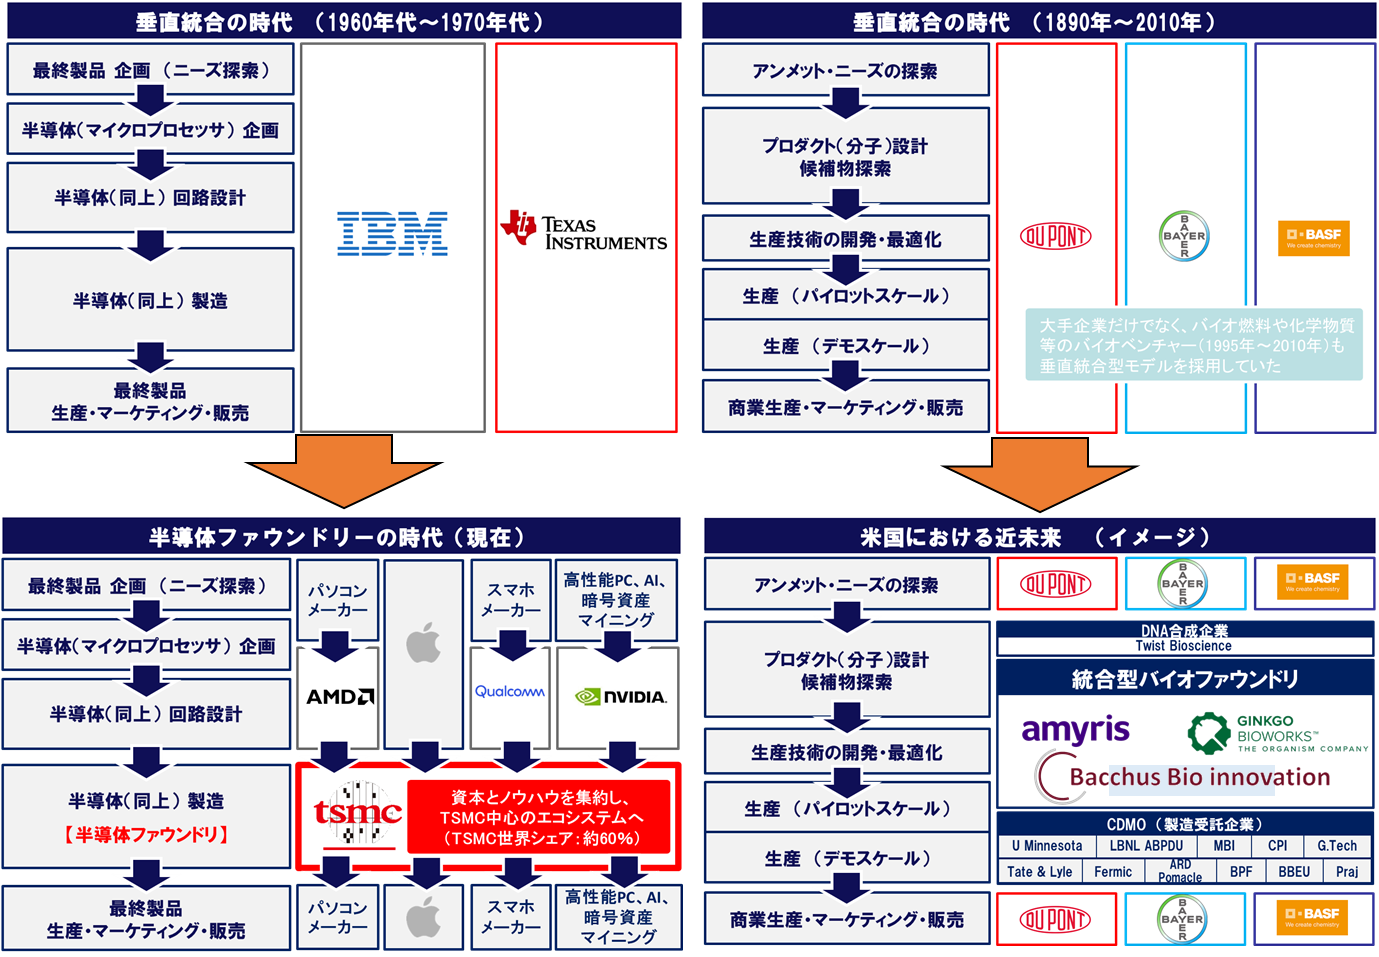 垂直統合の時代 （1960年代～1970年代）
最終製品 企画 （ニーズ探索）
半導体（マイクロプロセッサ） 企画
半導体（同上） 回路設計
半導体（同上） 製造
最終製品
生産・マーケティング・販売
IBM
TEXAS
INSTRUMENTS
垂直統合の時代 （1890年～2010年）
アンメット・ニーズの探索
プロダクト（分子）設計
候補物探索
生産技術の開発・最適化
生産 （パイロットスケール）
生産 （デモスケール）
商業生産・マーケティング・販売
DUPONT
BAYER
BAYER
BASF
We create chemistry
大手企業だけでなく、バイオ燃料や化学物質
等のバイオベンチャー（1995年～2010年）も
垂直統合型モデルを採用していた
半導体ファウンドリーの時代（現在）
最終製品 企画 （ニーズ探索）
半導体（マイクロプロセッサ） 企画
半導体（同上） 回路設計
半導体（同上） 製造
【半導体ファウンドリ】
最終製品
生産・マーケティング・販売
パソコン
メーカー
スマホ
メーカー
高性能PC、AI、
暗号資産
マイニング
AMD
Qualcomm
NVIDIA.
tsmc
資本とノウハウを集約し、
TSMC中心のエコシステムへ
（TSMC世界シェア：約60％）
パソコン
メーカー
スマホ
メーカー
高性能PC、AI、
暗号資産
マイニング
米国における近未来 （イメージ）
アンメット・ニーズの探索
プロダクト（分子）設計
候補物探索
生産技術の開発・最適化
生産 （パイロットスケール）
生産 （デモスケール）
商業生産・マーケティング・販売
DUPONT
BAYER
BAYER
BASF
We create chemistry
DNA合成企業
Twist Bioscience
統合型バイオファウンドリ
amyris
GINKGO
BIOWORKS™
THE ORGANISM COMPANY
Bacchus Bio innovation
CDMO （製造受託企業）
U Minnesota
LBNL ABPDU
MBI
CPI
G.Tech
Tate & Lyle
Fermic
ARD
Pomacle
BPF
BBEU
Praj
DUPONT
BAYER
BAYER
BASF
We create chemistry